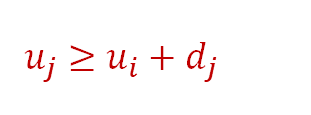 u_j ≥ u_i + d_j